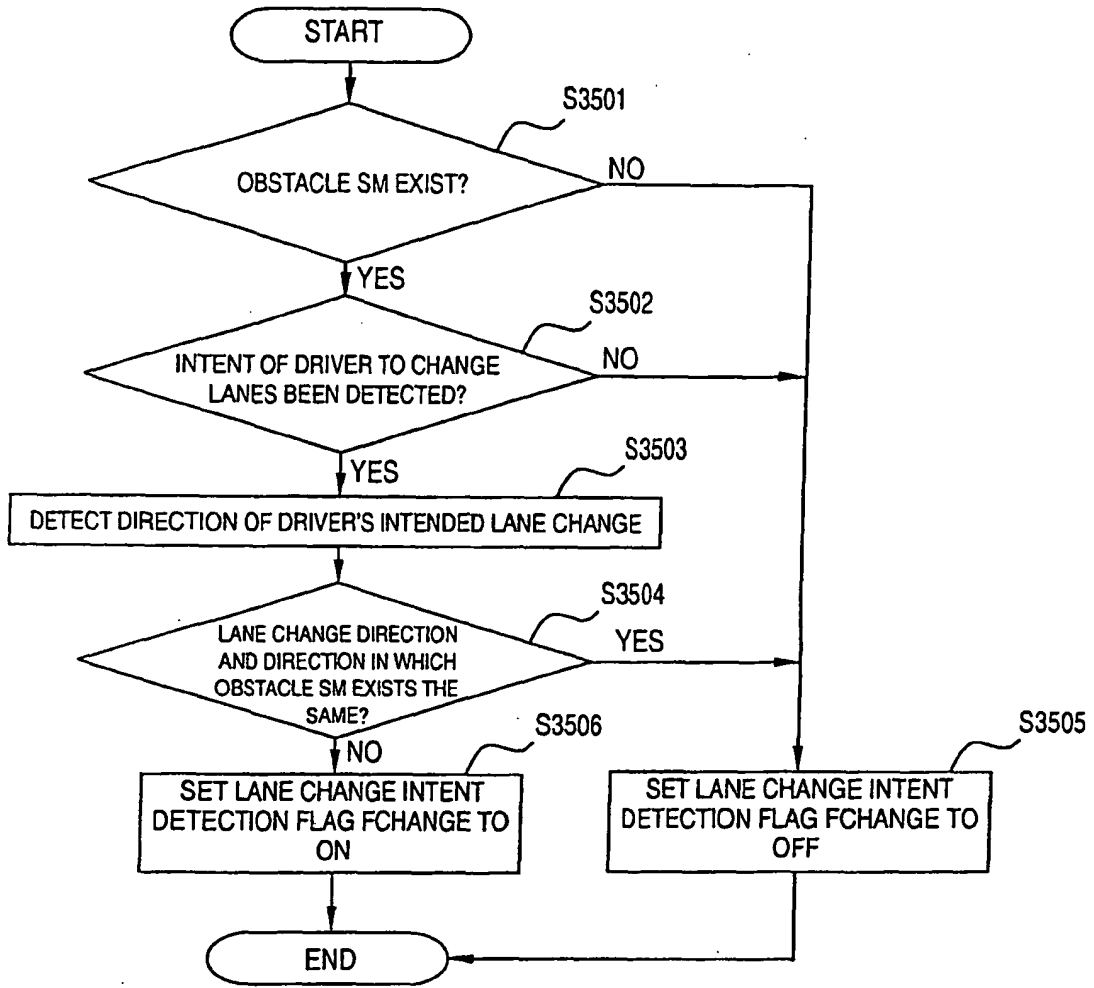 START
S3501
OBSTACLE SM EXIST?
NO
YES
S3502
INTENT OF DRIVER TO CHANGE
LANES BEEN DETECTED?
NO
YES
S3503
DETECT DIRECTION OF DRIVER'S INTENDED LANE CHANGE
S3504
LANE CHANGE DIRECTION
AND DIRECTION IN WHICH
OBSTACLE SM EXISTS THE
SAME?
YES
NO
S3506
SET LANE CHANGE INTENT
DETECTION FLAG FCHANGE TO
ON
S3505
SET LANE CHANGE INTENT
DETECTION FLAG FCHANGE TO
OFF
END